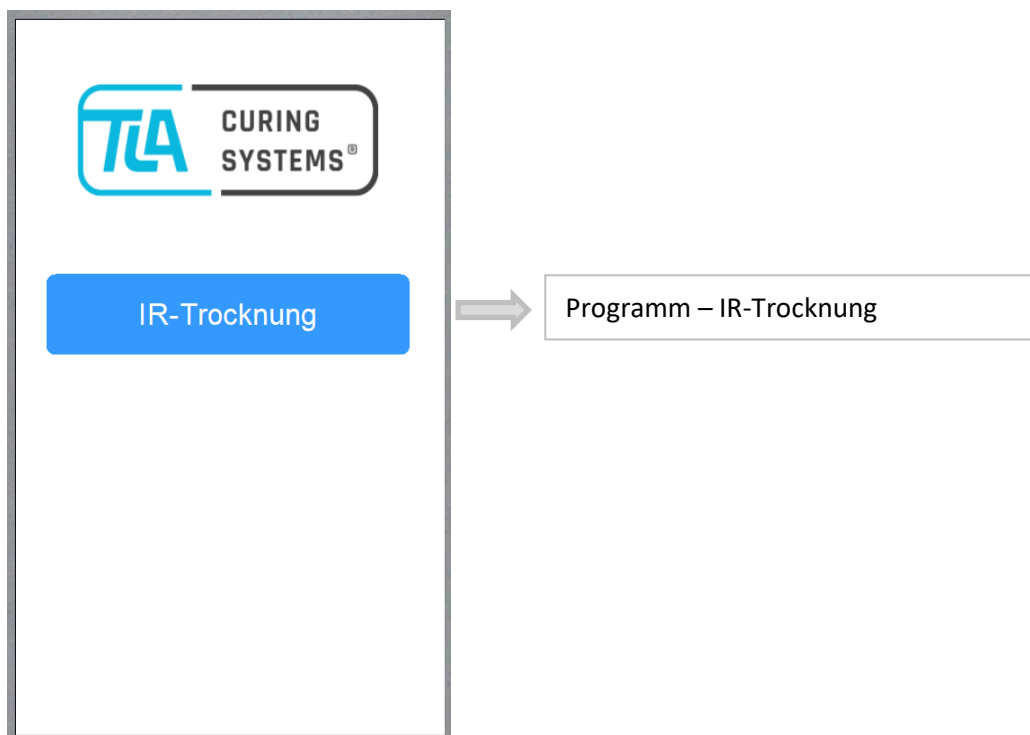 TLA
CURING
SYSTEMS®
IR-Trocknung
Programm – IR-Trocknung